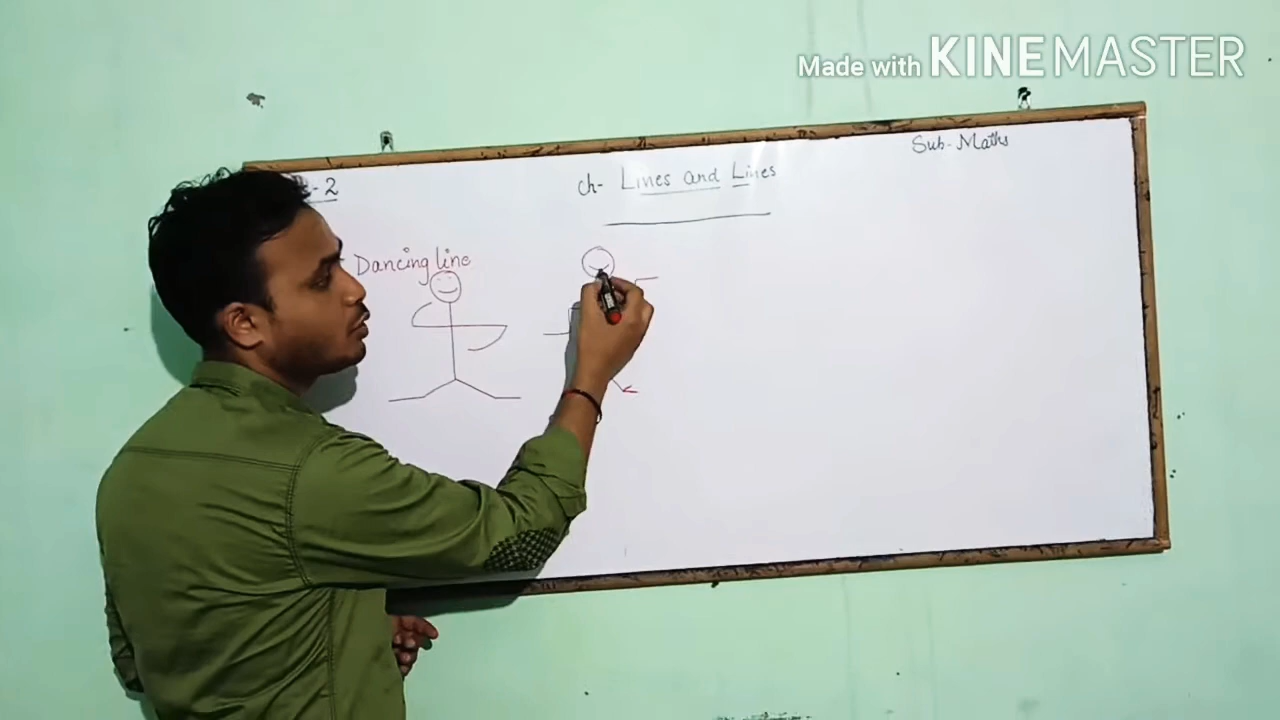 Made with KINEMASTER
Sub- Maths
- 2
Ch- Lines and Lines
Dancing line